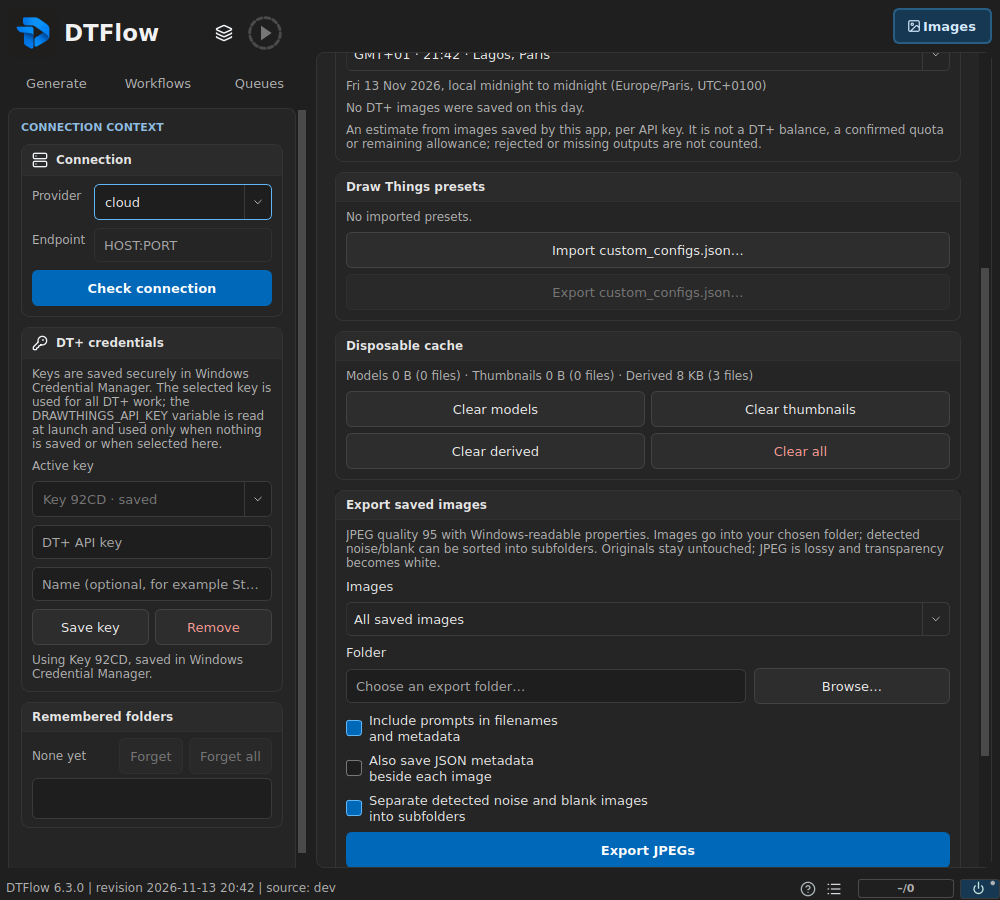 DTFlow
Images
Generate
Workflows
Queues
CONNECTION CONTEXT
Connection
Provider
cloud
Endpoint
HOST:PORT
Check connection
DT+ credentials
Keys are saved securely in Windows
Credential Manager. The selected key is
used for all DT+ work; the
DRAWTHINGS_API_KEY variable is read
at launch and used only when nothing
is saved or when selected here.
Active key
Key 92CD · saved
DT+ API key
Name (optional, for example St...
Save key
Remove
Using Key 92CD, saved in Windows
Credential Manager.
Remembered folders
None yet
Forget
Forget all
GMT+01 · 21:42 · Lagos, Paris
Fri 13 Nov 2026, local midnight to midnight (Europe/Paris, UTC+0100)
No DT+ images were saved on this day.
An estimate from images saved by this app, per API key. It is not a DT+ balance, a confirmed quota
or remaining allowance; rejected or missing outputs are not counted.
Draw Things presets
No imported presets.
Import custom_configs.json...
Export custom_configs.json...
Disposable cache
Models 0 B (0 files) · Thumbnails 0 B (0 files) · Derived 8 KB (3 files)
Clear models
Clear thumbnails
Clear derived
Clear all
Export saved images
JPEG quality 95 with Windows-readable properties. Images go into your chosen folder; detected
noise/blank can be sorted into subfolders. Originals stay untouched; JPEG is lossy and transparency
becomes white.
Images
All saved images
Folder
Choose an export folder...
Browse...
Include prompts in filenames
and metadata
Also save JSON metadata
beside each image
Separate detected noise and blank images
into subfolders
Export JPEGs
DTFlow 6.3.0 | revision 2026-11-13 20:42 | source: dev
–/0